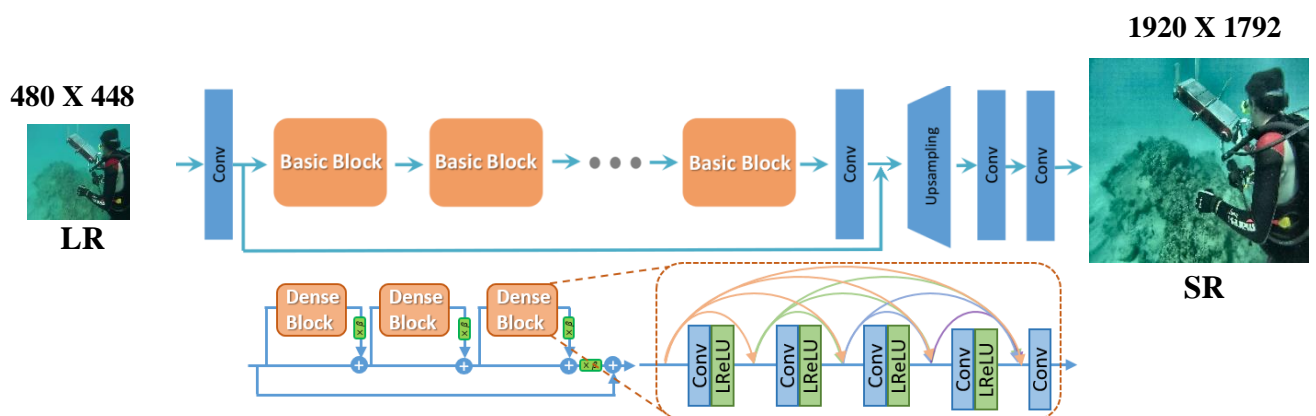 1920 X 1792
480 X 448
LR
Conv
Basic Block
Basic Block
Basic Block
Conv
Upsampling
Conv
Conv
SR
Dense
Block
× β
Dense
Block
× β
Dense
Block
× β
× β
Conv
LReLU
Conv
LReLU
Conv
LReLU
Conv
LReLU
Conv